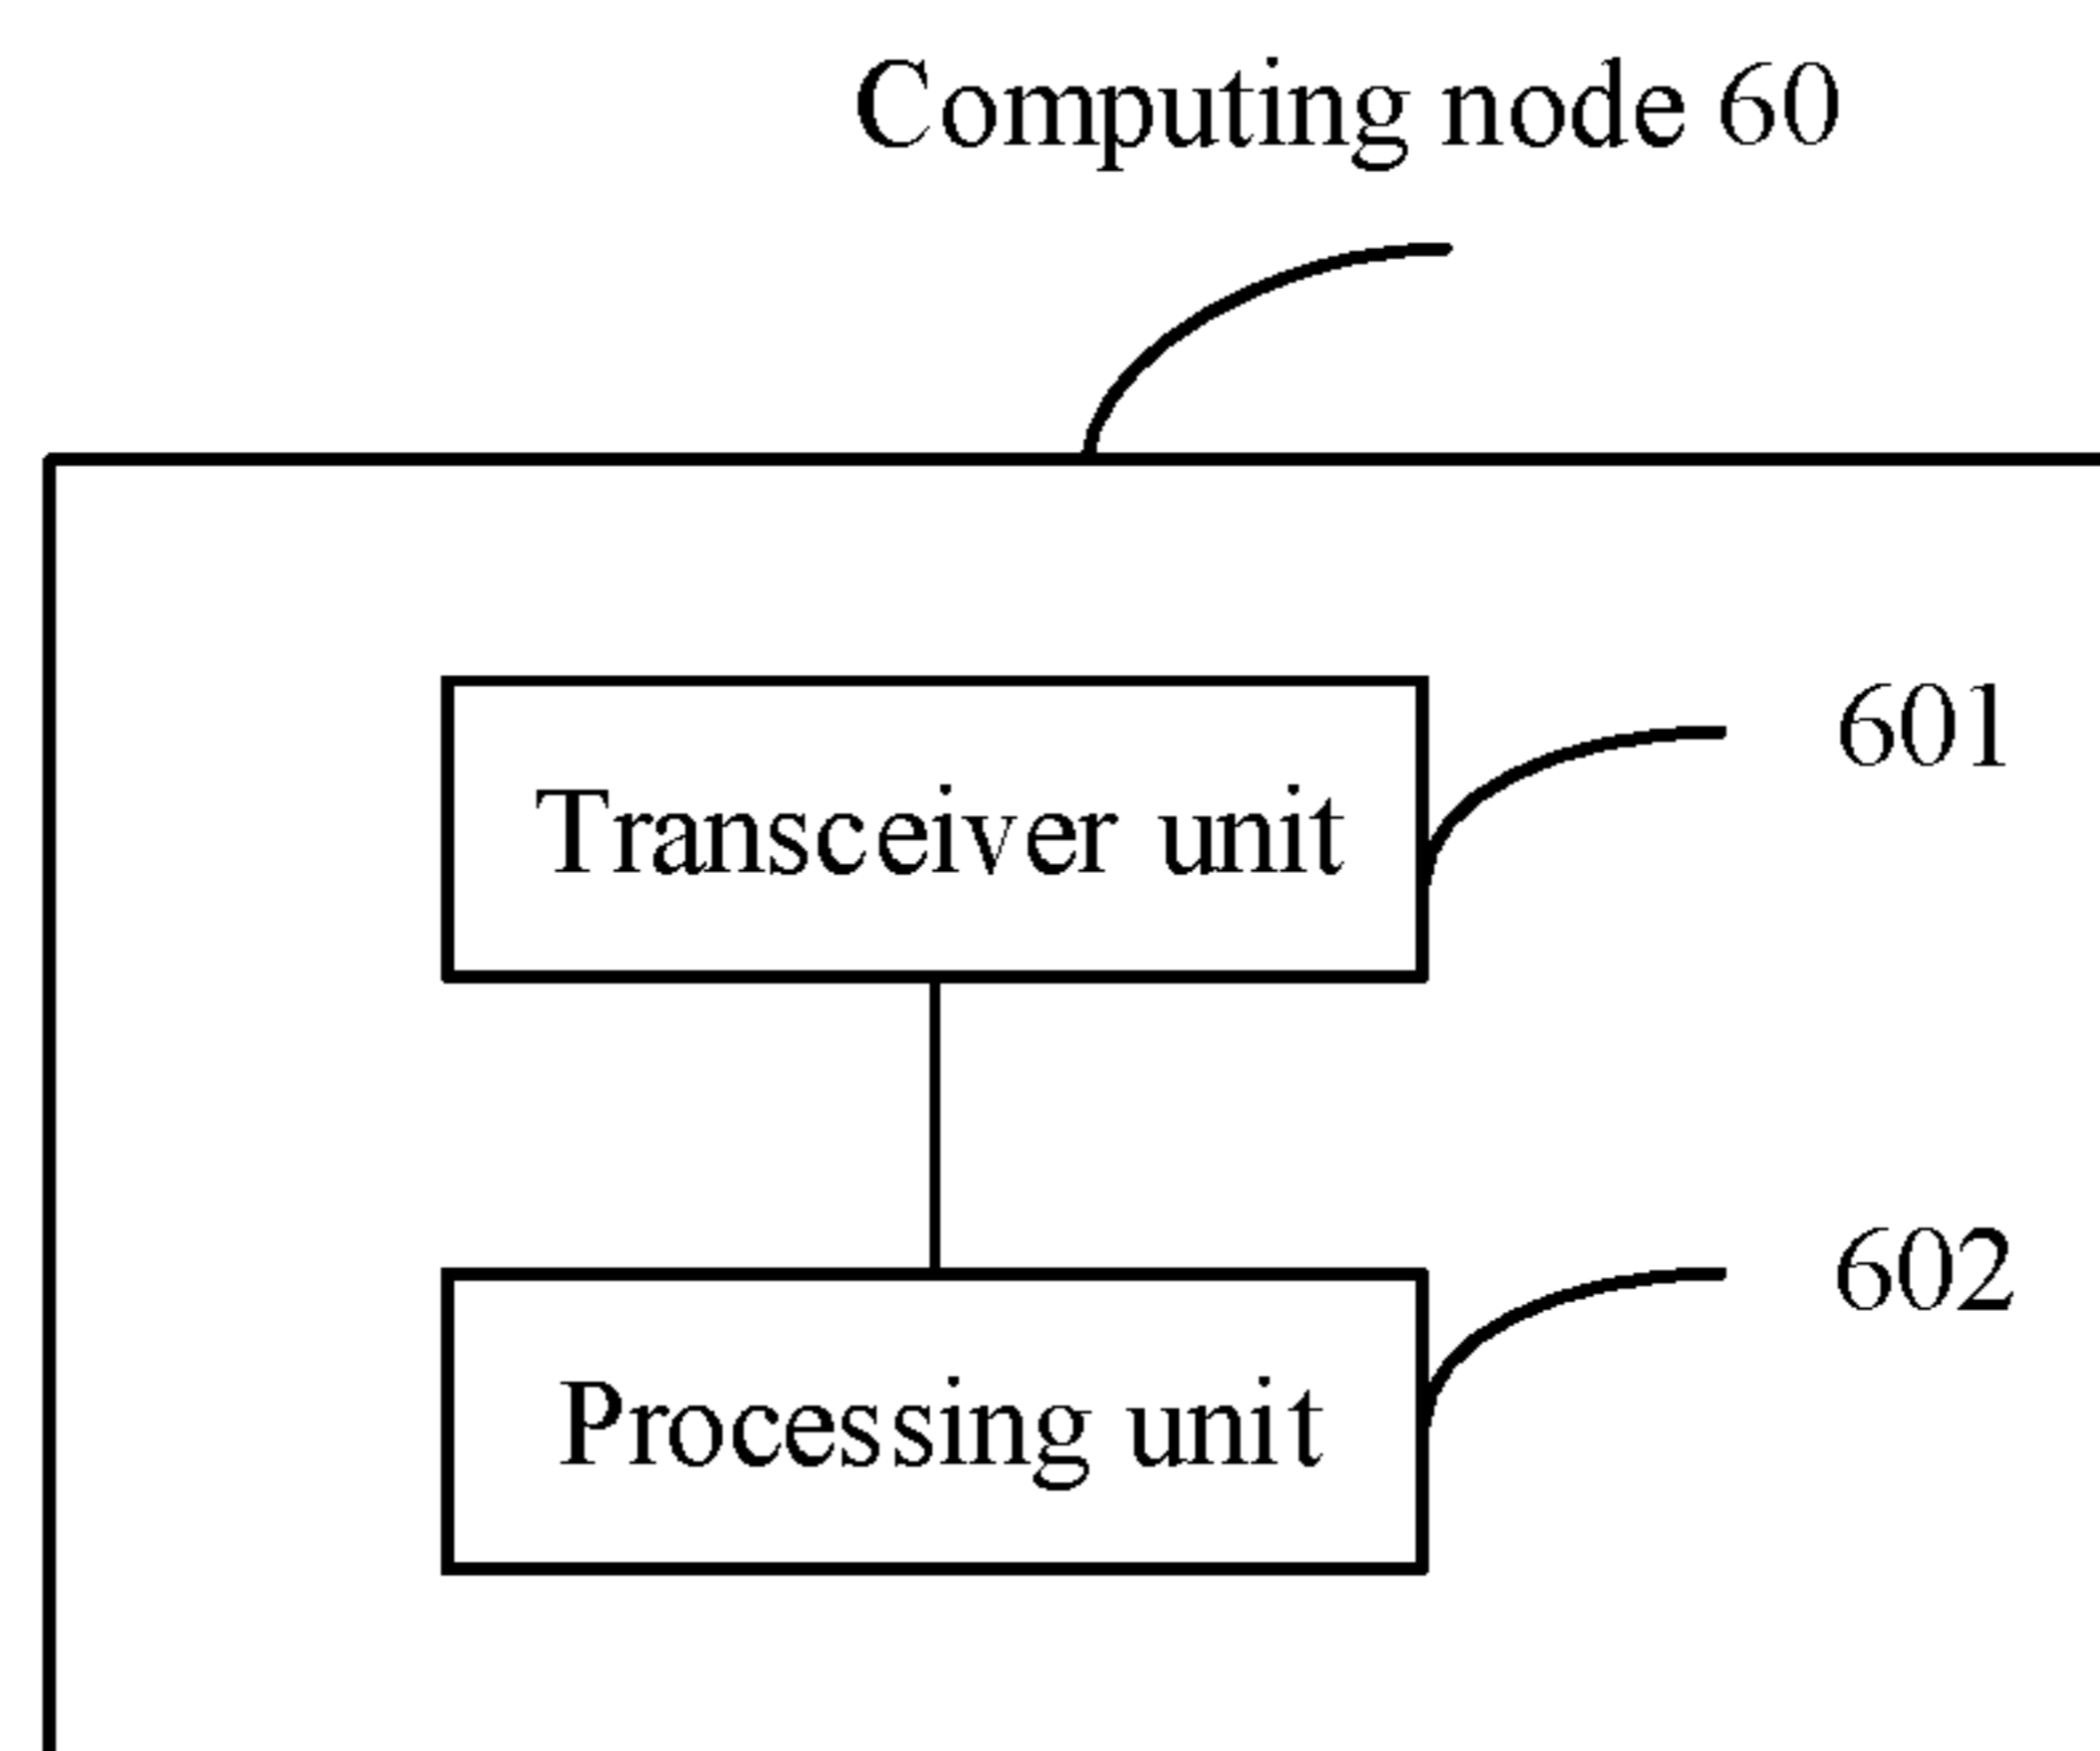 Computing node 60
601
Transceiver unit
602
Processing unit